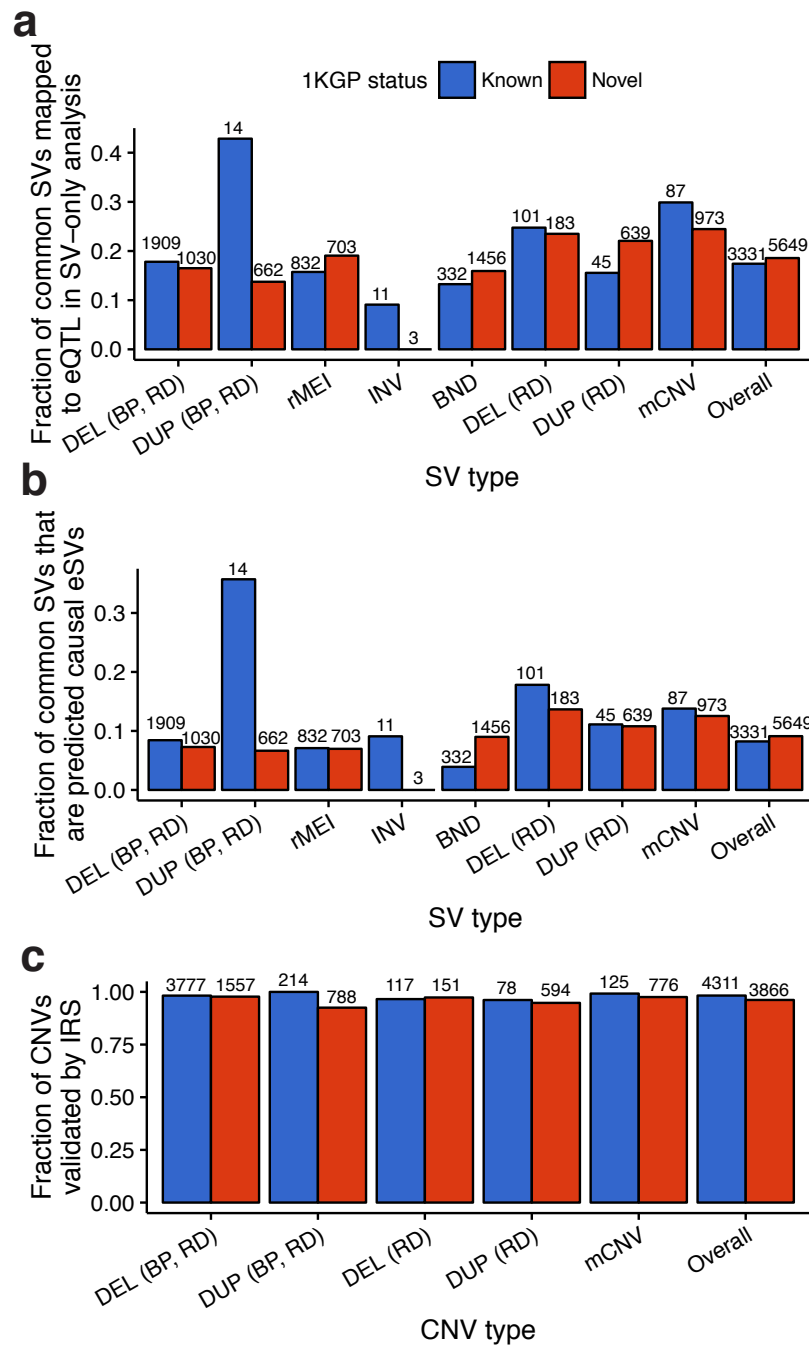 a
1KGP status Known Novel
Fraction of common SVs mapped
to eQTL in SV−only analysis
0.4
0.3
0.2
0.1
0.0
1909 1030 14 662 832 703 11 3 332 1456 101 183 45 639 87 973 3331 5649
DEL (BP, RD) DUP (BP, RD) rMEI INV BND DEL (RD) DUP (RD) mCNV Overall
SV type
b
Fraction of common SVs that
are predicted causal eSVs
0.3
0.2
0.1
0.0
1909 1030 14 662 832 703 11 3 332 1456 101 183 45 639 87 973 3331 5649
DEL (BP, RD) DUP (BP, RD) rMEI INV BND DEL (RD) DUP (RD) mCNV Overall
SV type
c
Fraction of CNVs
validated by IRS
1.00
0.75
0.50
0.25
0.00
3777 1557 214 788 117 151 78 594 125 776 4311 3866
DEL (BP, RD) DUP (BP, RD) DEL (RD) DUP (RD) mCNV Overall
CNV type